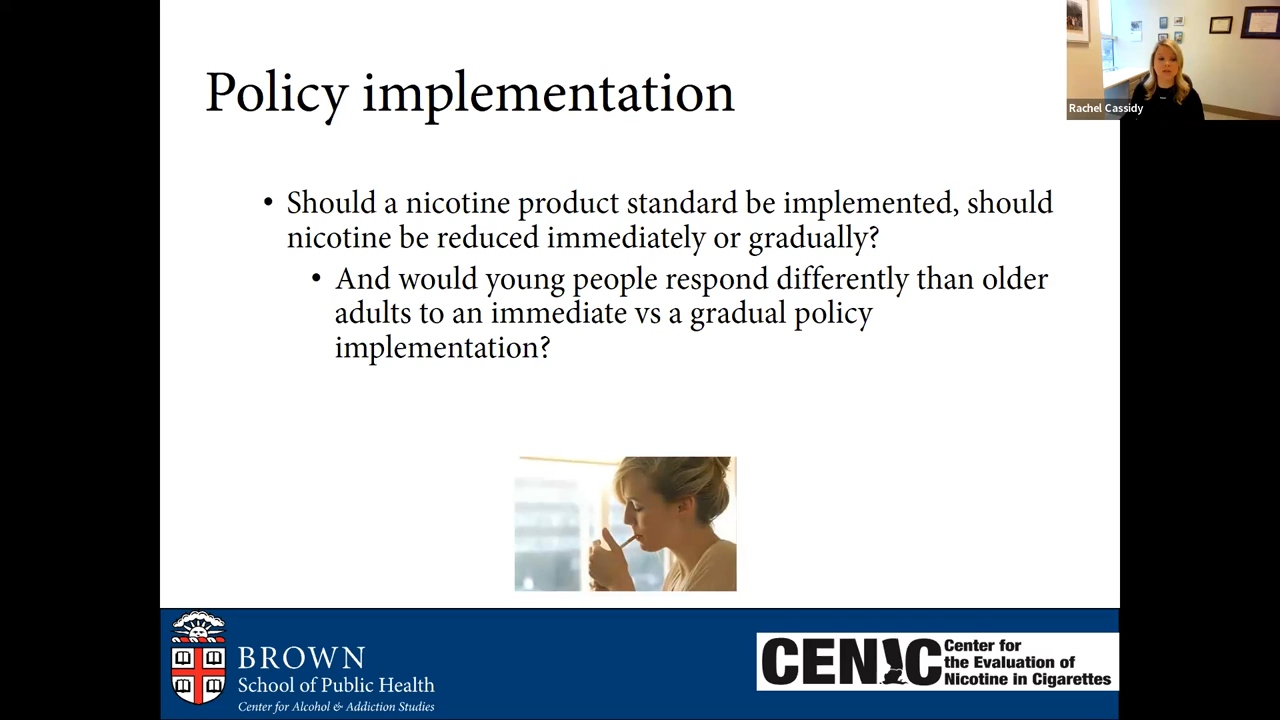 Policy implementation
Rachel Cassidy
• Should a nicotine product standard be implemented, should
nicotine be reduced immediately or gradually?
• And would young people respond differently than older
adults to an immediate vs a gradual policy
implementation?
BROWN
School of Public Health
Center for Alcohol & Addiction Studies
CENIC
Center for
the Evaluation of
Nicotine in Cigarettes